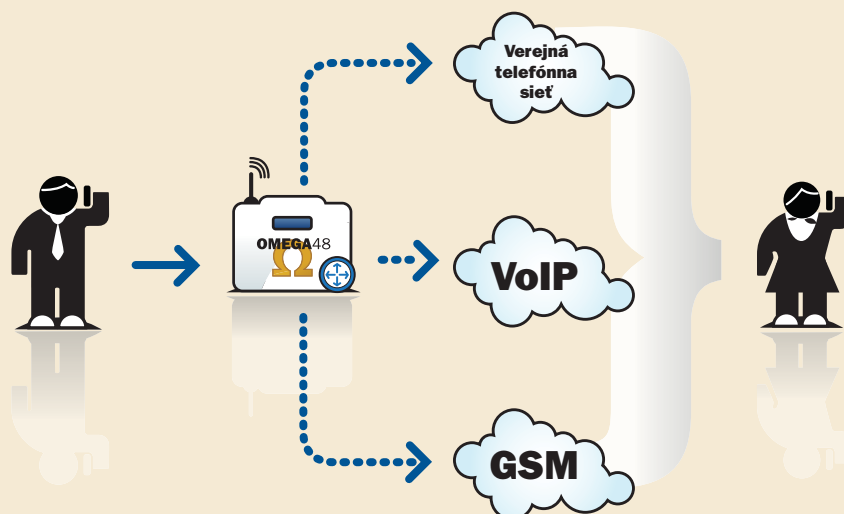 Verejná
telefónna
sieť
OMEGA48
VoIP
GSM